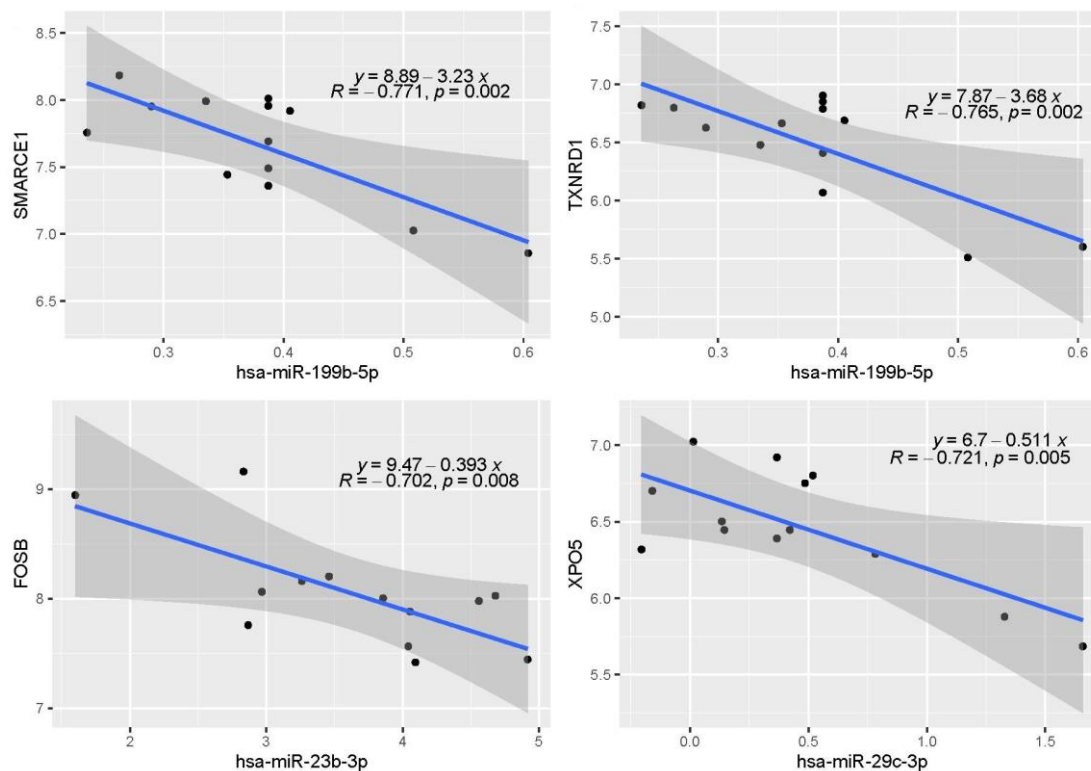 8.5
8.0
7.5
7.0
6.5
SMARCE1
y = 8.89 − 3.23 x
R = −0.771, p = 0.002
0.3 0.4 0.5 0.6
hsa-miR-199b-5p
7.5
7.0
6.5
6.0
5.5
5.0
TXNRD1
y = 7.87 − 3.68 x
R = −0.765, p = 0.002
0.3 0.4 0.5 0.6
hsa-miR-199b-5p
9
8
7
FOSB
y = 9.47 − 0.393 x
R = −0.702, p = 0.008
2 3 4 5
hsa-miR-23b-3p
7.0
6.5
6.0
5.5
XPO5
y = 6.7 − 0.511 x
R = −0.721, p = 0.005
0.0 0.5 1.0 1.5
hsa-miR-29c-3p